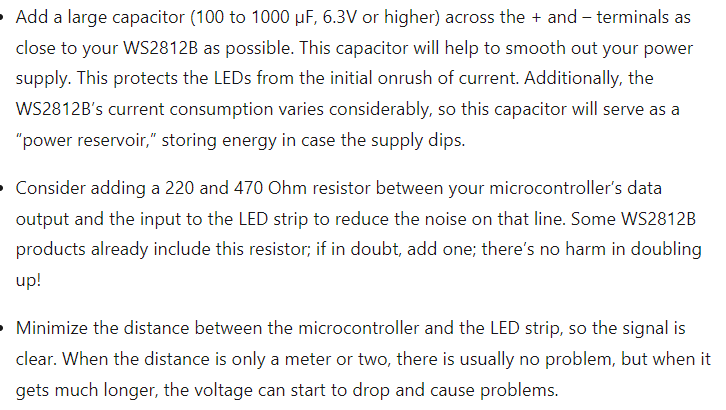 • Add a large capacitor (100 to 1000 µF, 6.3V or higher) across the + and – terminals as
close to your WS2812B as possible. This capacitor will help to smooth out your power
supply. This protects the LEDs from the initial onrush of current. Additionally, the
WS2812B’s current consumption varies considerably, so this capacitor will serve as a
“power reservoir,” storing energy in case the supply dips.
• Consider adding a 220 and 470 Ohm resistor between your microcontroller’s data
output and the input to the LED strip to reduce the noise on that line. Some WS2812B
products already include this resistor; if in doubt, add one; there’s no harm in doubling
up!
• Minimize the distance between the microcontroller and the LED strip, so the signal is
clear. When the distance is only a meter or two, there is usually no problem, but when it
gets much longer, the voltage can start to drop and cause problems.